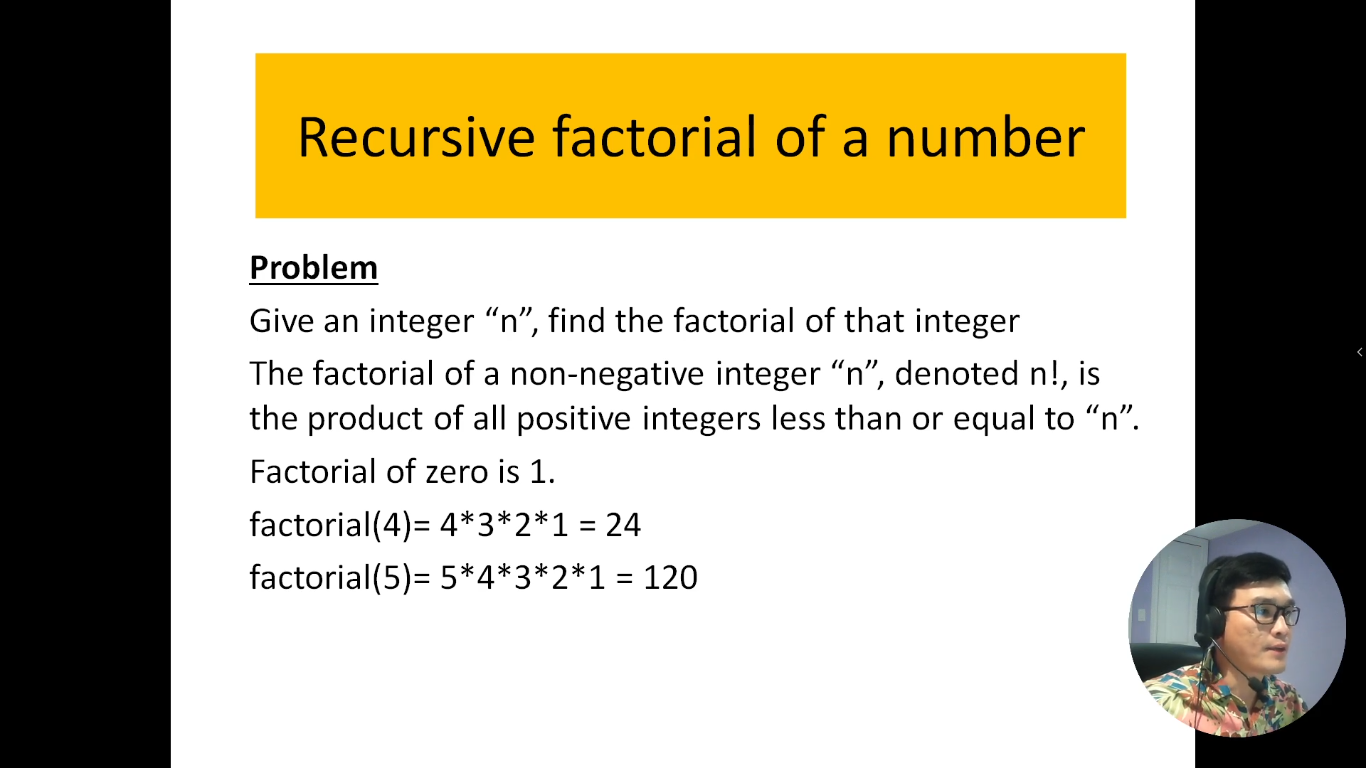 Recursive factorial of a number
Problem
Give an integer “n”, find the factorial of that integer
The factorial of a non-negative integer “n”, denoted n!, is
the product of all positive integers less than or equal to “n”.
Factorial of zero is 1.
factorial(4)= 4*3*2*1 = 24
factorial(5)= 5*4*3*2*1 = 120